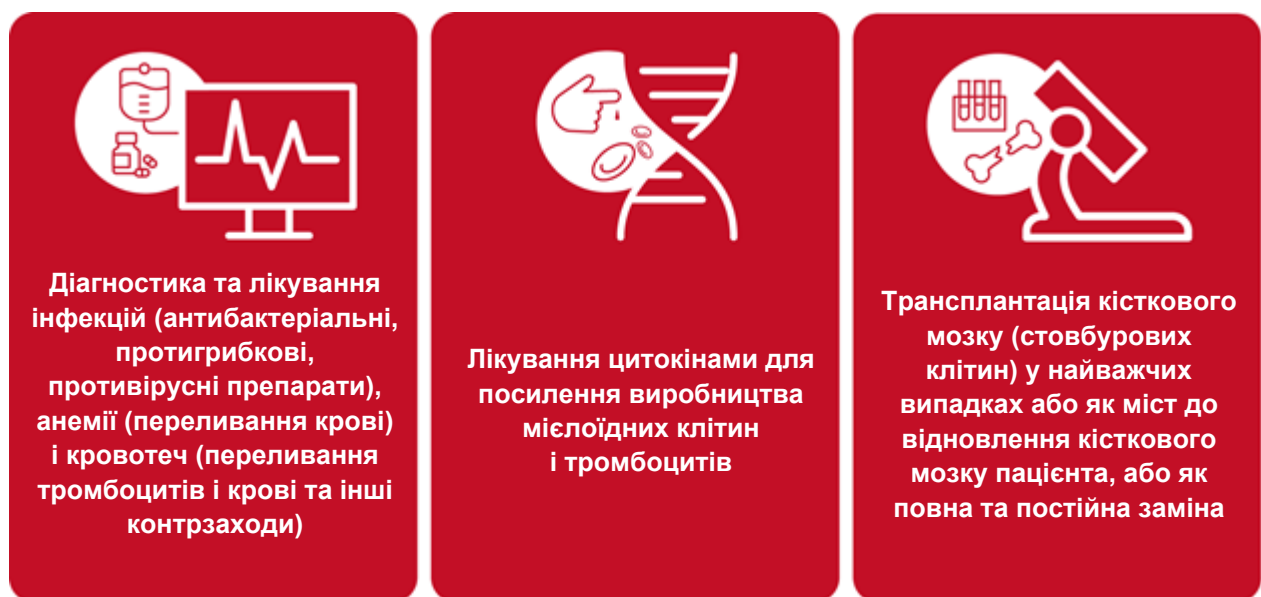 Діагностика та лікування
інфекцій (антибактеріальні,
протигрибкові,
противірусні препарати),
анемії (переливання крові)
і кровотеч (переливання
тромбоцитів і крові та інші
контрзаходи)
Лікування цитокінами для
посилення виробництва
мієлоїдних клітин
і тромбоцитів
Трансплантація кісткового
мозку (стовбурових
клітин) у найважчих
випадках або як міст до
відновлення кісткового
мозку пацієнта, або як
повна та постійна заміна